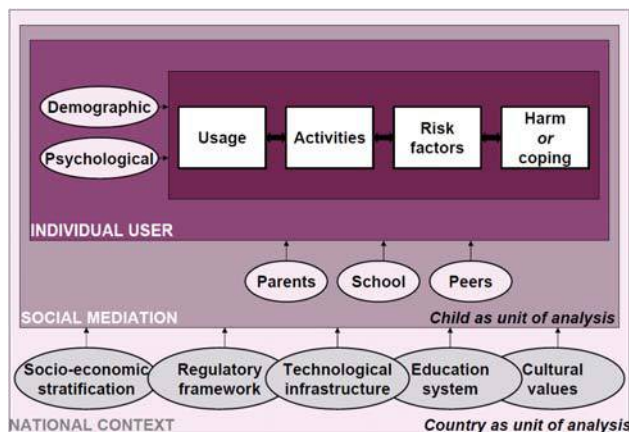 Demographic
Psychological
Usage
Activities
Risk
factors
Harm
or
coping
INDIVIDUAL USER
Parents
School
Peers
SOCIAL MEDIATION
Child as unit of analysis
Socio-economic
stratification
Regulatory
framework
Technological
infrastructure
Education
system
Cultural
values
NATIONAL CONTEXT
Country as unit of analysis